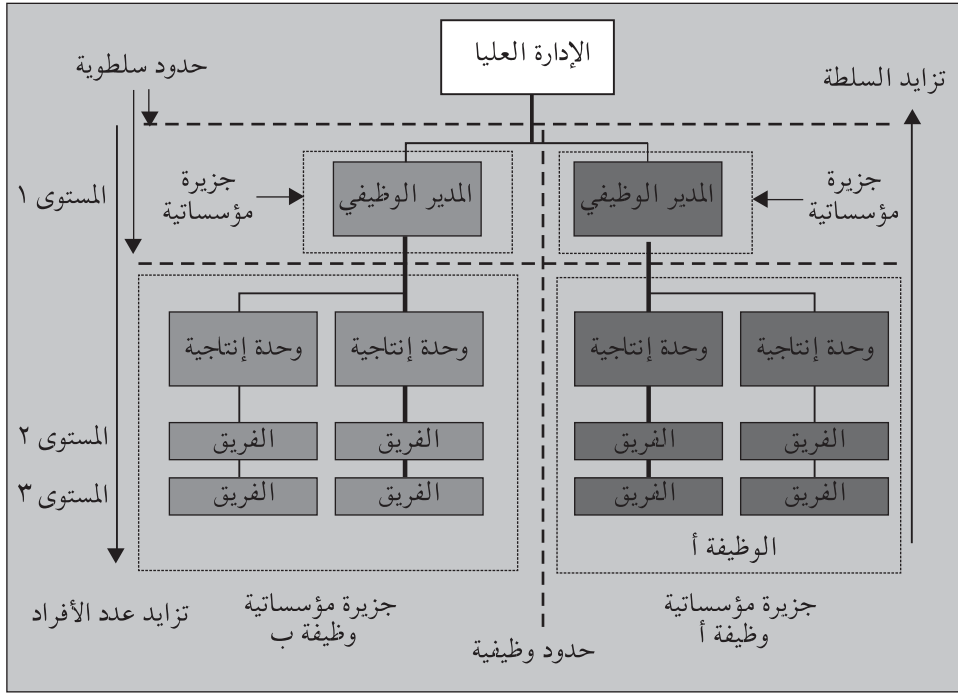 الإدارة العليا
تزايد السلطة
حدود سلطوية
جزيرة
مؤسساتية
المدير الوظيفي
المدير الوظيفي
جزيرة
مؤسساتية
المستوى ١
وحدة إنتاجية
وحدة إنتاجية
وحدة إنتاجية
وحدة إنتاجية
الفريق
الفريق
الفريق
الفريق
المستوى ٢
الفريق
الفريق
الفريق
الفريق
المستوى ٣
الوظيفة أ
جزيرة مؤسساتية
وظيفة أ
حدود وظيفية
جزيرة مؤسساتية
وظيفة ب
تزايد عدد الأفراد